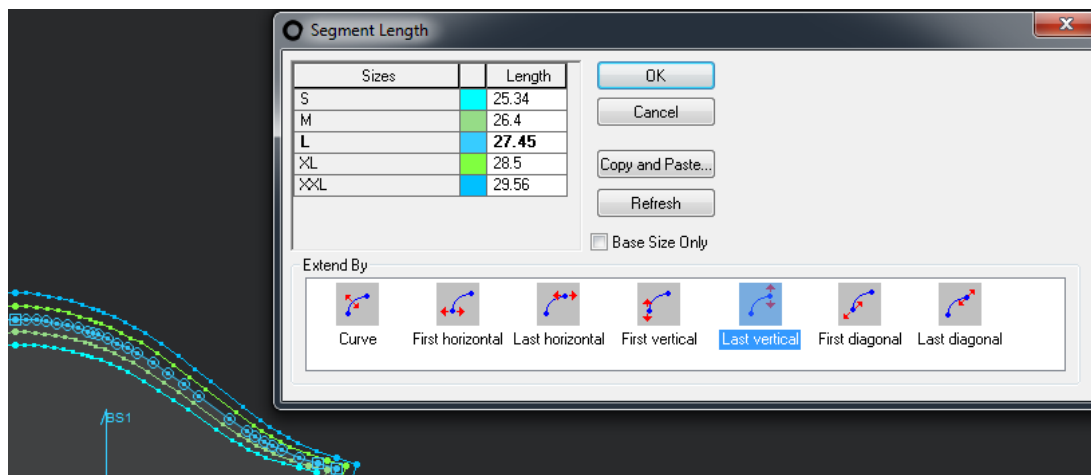 Segment Length
Sizes Length
S 25.34
M 26.4
L 27.45
XL 28.5
XXL 29.56
OK
Cancel
Copy and Paste...
Refresh
Base Size Only
Extend By
Curve First horizontal Last horizontal First vertical Last vertical First diagonal Last diagonal
/BS1